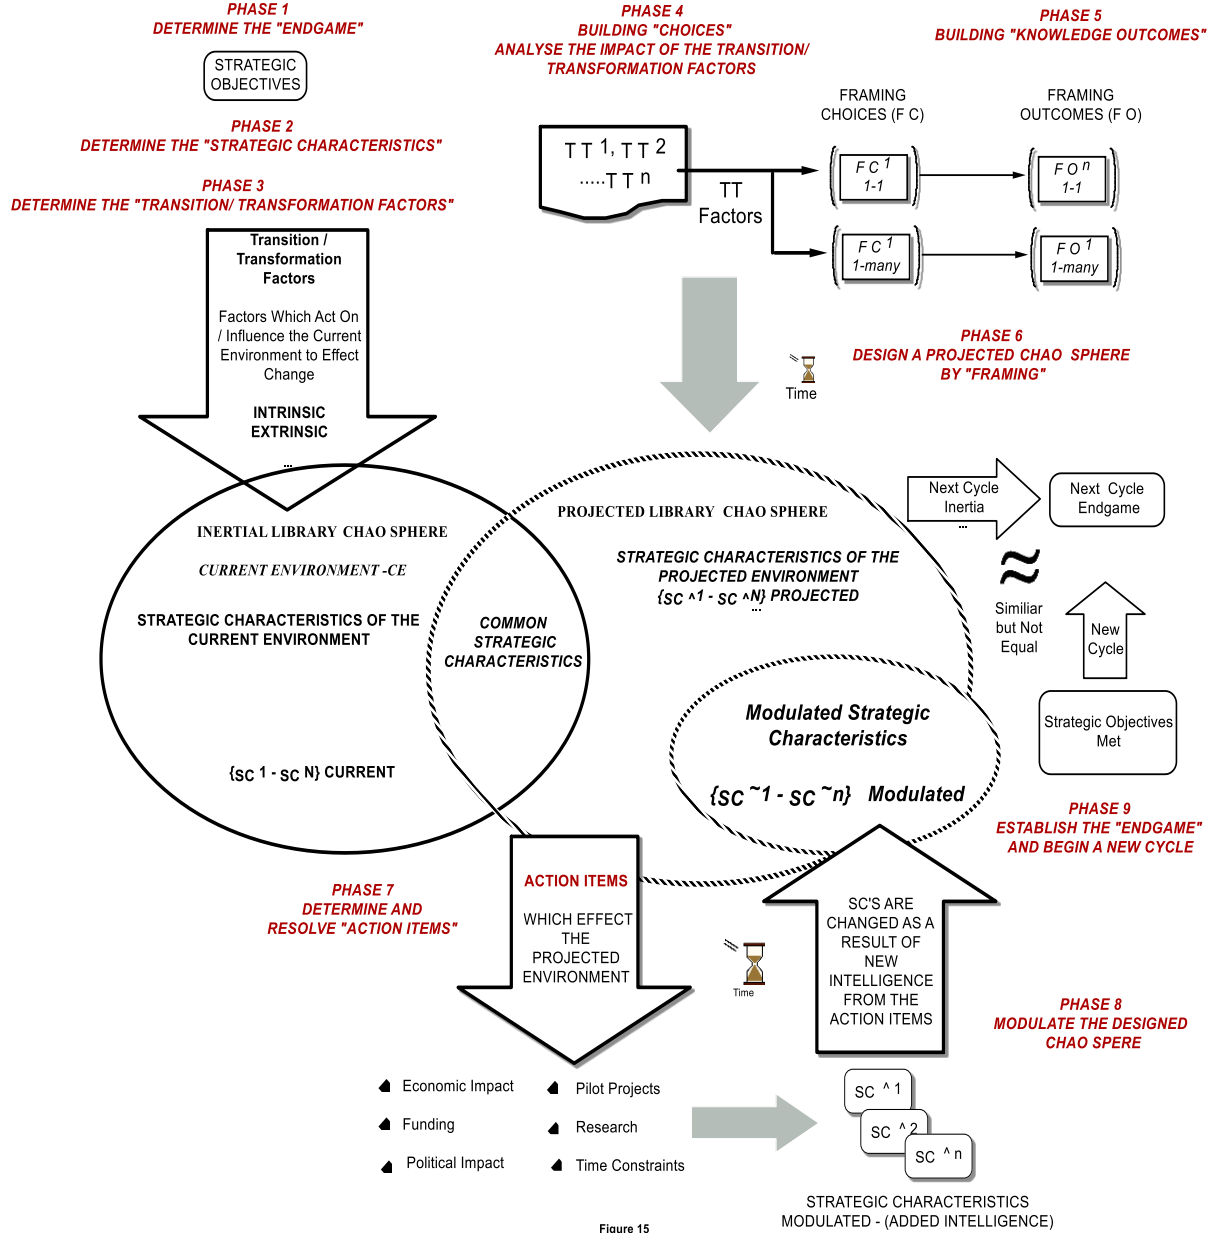 PHASE 1
DETERMINE THE "ENDGAME"
STRATEGIC
OBJECTIVES
PHASE 2
DETERMINE THE "STRATEGIC CHARACTERISTICS"
PHASE 3
DETERMINE THE "TRANSITION/ TRANSFORMATION FACTORS"
Transition /
Transformation
Factors
Factors Which Act On
/ Influence the Current
Environment to Effect
Change
INTRINSIC
EXTRINSIC
...
PHASE 4
BUILDING "CHOICES"
ANALYSE THE IMPACT OF THE TRANSITION/
TRANSFORMATION FACTORS
TT 1, TT 2
.....TT n
TT
Factors
PHASE 5
BUILDING "KNOWLEDGE OUTCOMES"
FRAMING
CHOICES (F C)
FRAMING
OUTCOMES (F O)
F C 1
1-1
F O n
1-1
F C 1
1-many
F O 1
1-many
PHASE 6
DESIGN A PROJECTED CHAO SPHERE
BY "FRAMING"
Time
INERTIAL LIBRARY CHAO SPHERE
CURRENT ENVIRONMENT -CE
STRATEGIC CHARACTERISTICS OF THE
CURRENT ENVIRONMENT
{SC 1 - SC N} CURRENT
COMMON
STRATEGIC
CHARACTERISTICS
PROJECTED LIBRARY CHAO SPHERE
STRATEGIC CHARACTERISTICS OF THE
PROJECTED ENVIRONMENT
{SC ^1 - SC ^N} PROJECTED
...
Modulated Strategic
Characteristics
{SC ~1 - SC ~n} Modulated
Next Cycle
Inertia
...
Next Cycle
Endgame
≈
Similiar
but Not
Equal
New
Cycle
Strategic Objectives
Met
PHASE 9
ESTABLISH THE "ENDGAME"
AND BEGIN A NEW CYCLE
PHASE 7
DETERMINE AND
RESOLVE "ACTION ITEMS"
ACTION ITEMS
WHICH EFFECT
THE
PROJECTED
ENVIRONMENT
Time
SC'S ARE
CHANGED AS A
RESULT OF
NEW
INTELLIGENCE
FROM THE
ACTION ITEMS
PHASE 8
MODULATE THE DESIGNED
CHAO SPERE
Economic Impact
Funding
Political Impact
Pilot Projects
Research
Time Constraints
SC ^ 1
SC ^ 2
SC ^ n
STRATEGIC CHARACTERISTICS
MODULATED - (ADDED INTELLIGENCE)
Figure 15